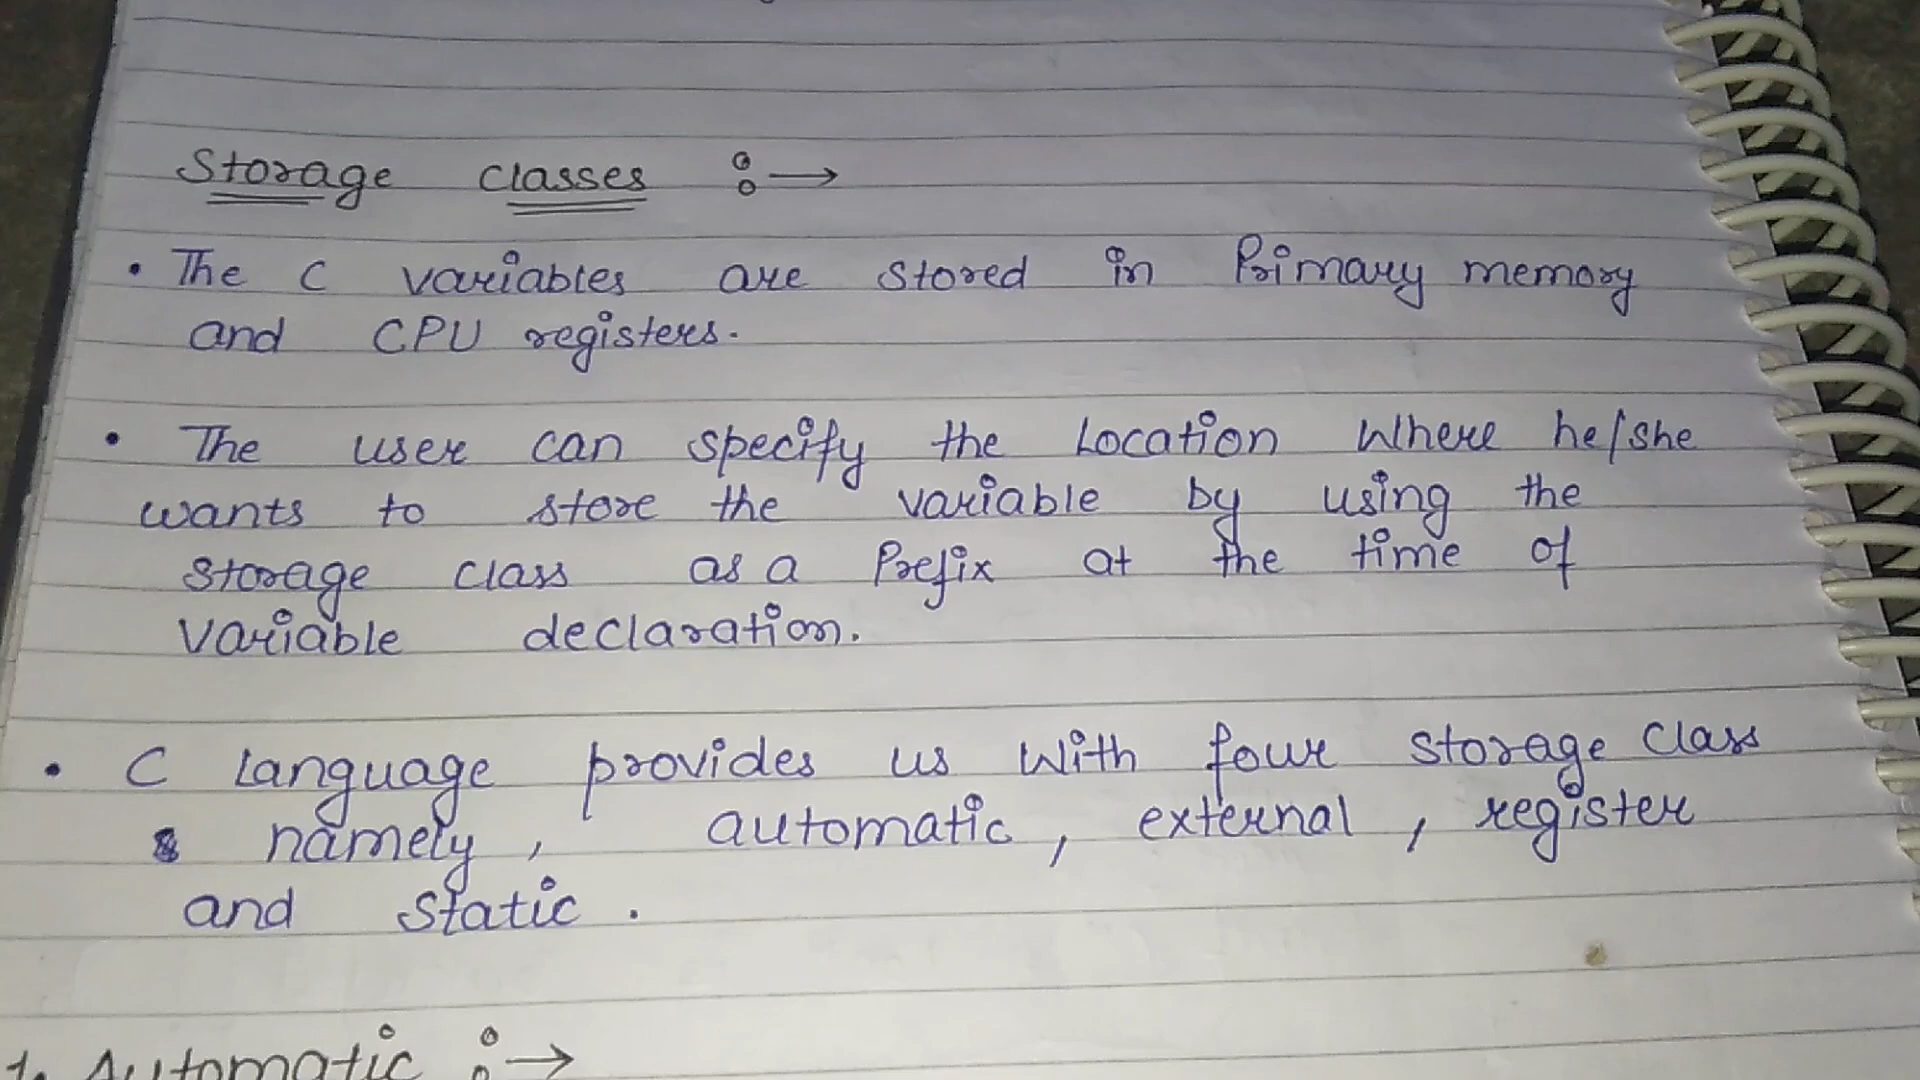 Storage classes :→
• The C variables are stored in Primary memory
and CPU registers.
• The user can specify the Location Where he/she
wants to store the variable by using the
storage class as a Prefix at the time of
variable declaration.
• C Language provides us With four storage class
namely, automatic, external, register
and static.
1. Automatic :→